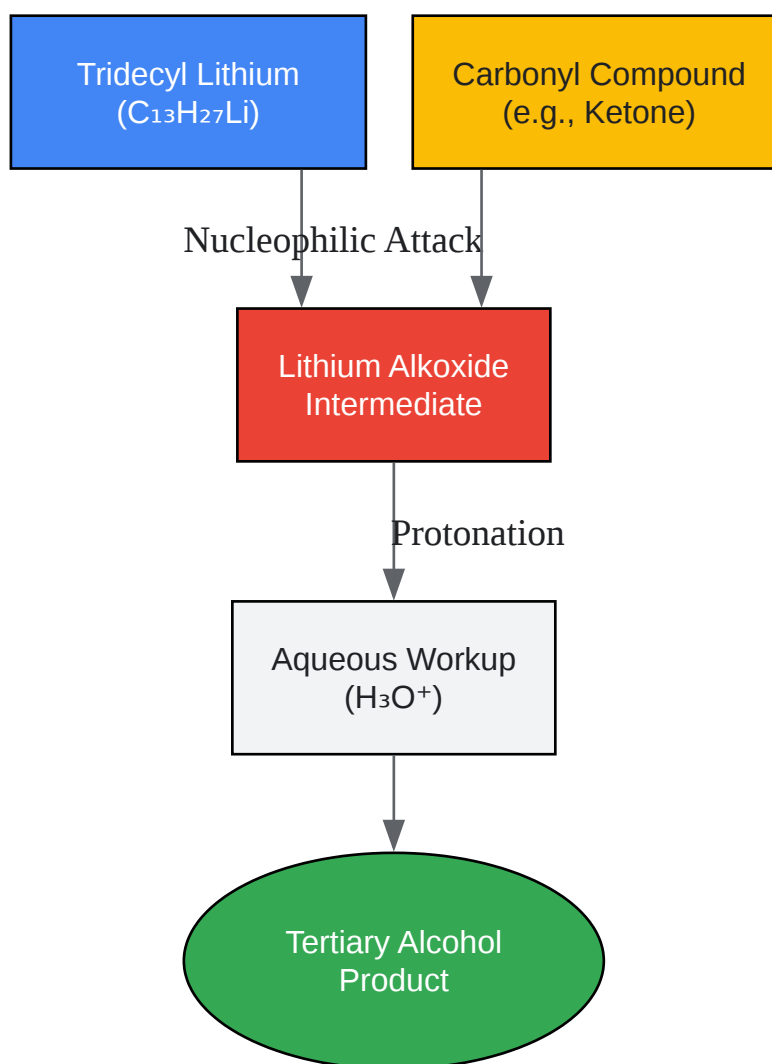 Tridecyl Lithium
(C₁₃H₂₇Li)
Carbonyl Compound
(e.g., Ketone)
Nucleophilic Attack
Lithium Alkoxide
Intermediate
Protonation
Aqueous Workup
(H₃O⁺)
Tertiary Alcohol
Product